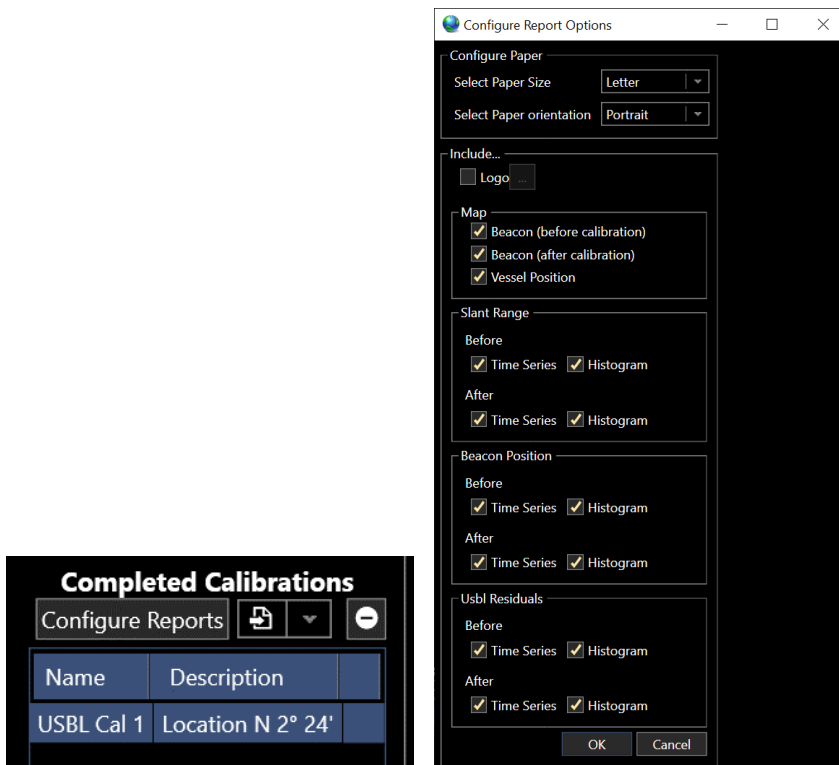 Completed Calibrations
Configure Reports
Name Description
USBL Cal 1 Location N 2° 24'
Configure Report Options
Configure Paper
Select Paper Size Letter
Select Paper orientation Portrait
Include...
Logo ...
Map
Beacon (before calibration)
Beacon (after calibration)
Vessel Position
Slant Range
Before
Time Series Histogram
After
Time Series Histogram
Beacon Position
Before
Time Series Histogram
After
Time Series Histogram
Usbl Residuals
Before
Time Series Histogram
After
Time Series Histogram
OK Cancel